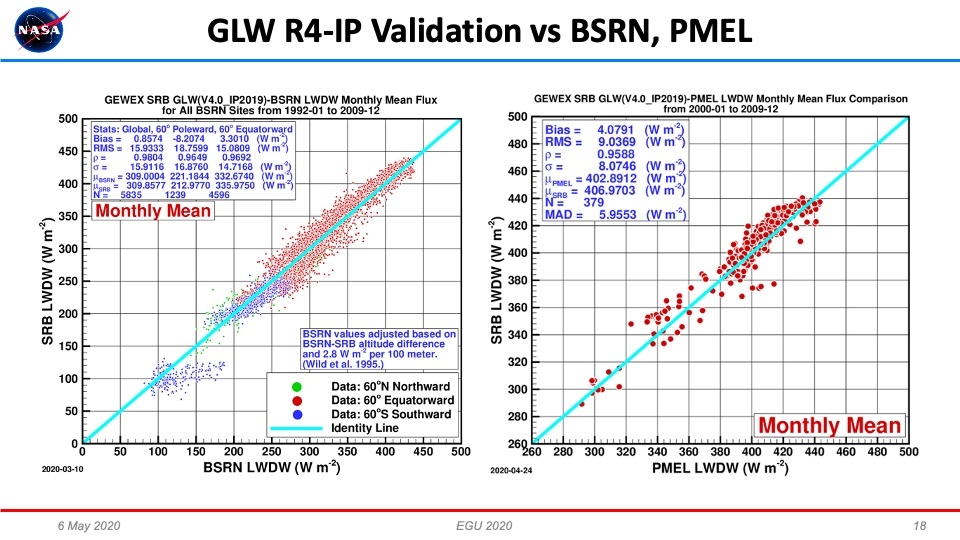 NASA
GLW R4-IP Validation vs BSRN, PMEL
GEWEX SRB GLW(V4.0_IP2019)-BSRN LWDW Monthly Mean Flux
for All BSRN Sites from 1992-01 to 2009-12
Stats: Global, 60° Poleward, 60° Equatorward
Bias = 0.8574 -8.2074 3.3010 (W m⁻²)
RMS = 15.9333 18.7599 15.0809 (W m⁻²)
ρ = 0.9804 0.9649 0.9692
σ = 15.9116 16.8760 14.7168 (W m⁻²)
μBSRN = 309.0004 221.1844 332.6740 (W m⁻²)
μSRB = 309.8577 212.9770 335.9750 (W m⁻²)
N = 5835 1239 4596
Monthly Mean
BSRN values adjusted based on
BSRN-SRB altitude difference
and 2.8 W m⁻² per 100 meter.
(Wild et al. 1995.)
Data: 60°N Northward
Data: 60° Equatorward
Data: 60°S Southward
Identity Line
SRB LWDW (W m⁻²)
500
450
400
350
300
250
200
150
100
50
0
0 50 100 150 200 250 300 350 400 450 500
BSRN LWDW (W m⁻²)
2020-03-10
GEWEX SRB GLW(V4.0_IP2019)-PMEL LWDW Monthly Mean Flux Comparison
from 2000-01 to 2009-12
Bias = 4.0791 (W m⁻²)
RMS = 9.0369 (W m⁻²)
ρ = 0.9588
σ = 8.0746 (W m⁻²)
μPMEL = 402.8912 (W m⁻²)
μSRB = 406.9703 (W m⁻²)
N = 379
MAD = 5.9553 (W m⁻²)
Monthly Mean
SRB LWDW (W m⁻²)
500
480
460
440
420
400
380
360
340
320
300
280
260
260 280 300 320 340 360 380 400 420 440 460 480 500
PMEL LWDW (W m⁻²)
2020-04-24
6 May 2020
EGU 2020
18